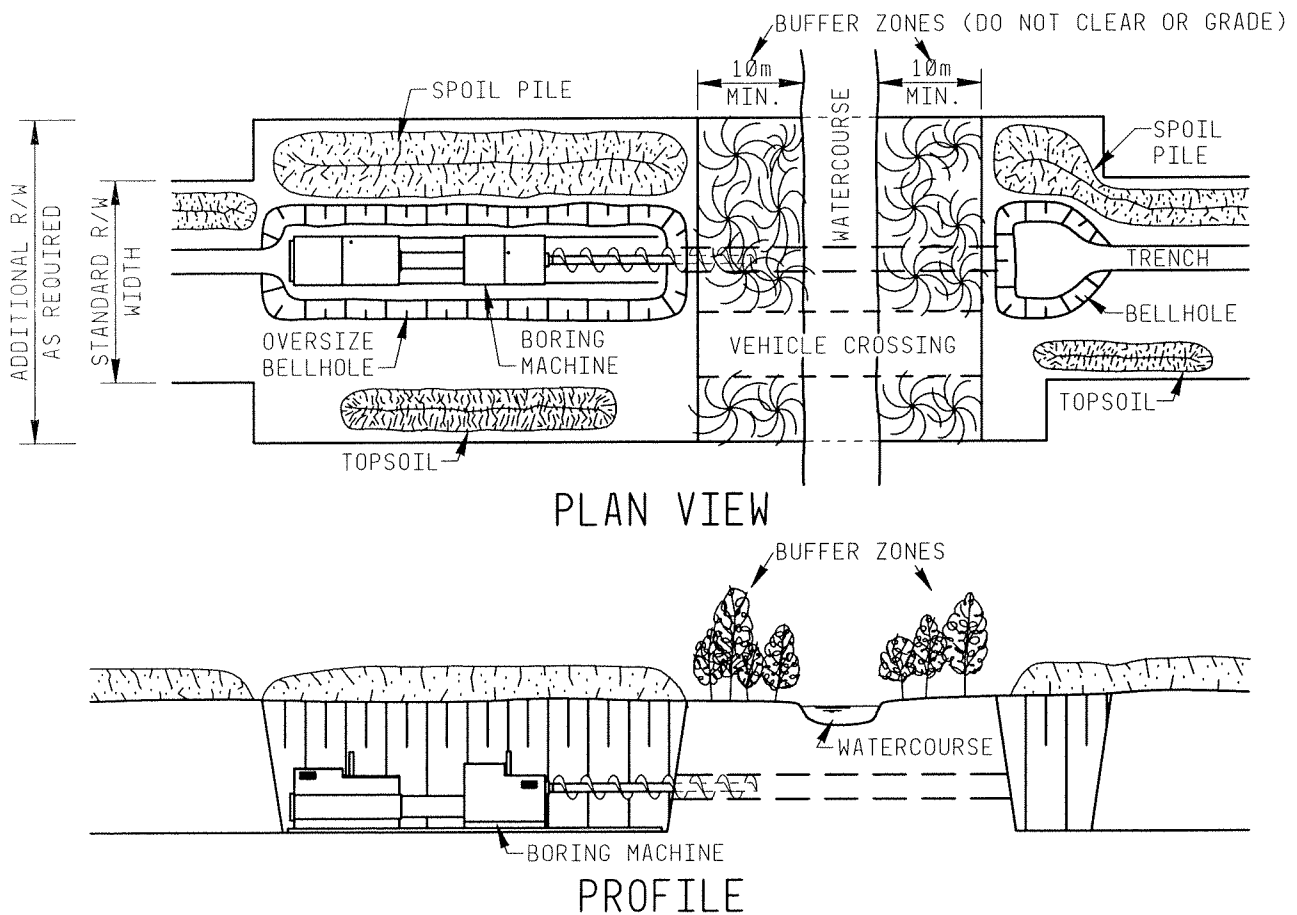 BUFFER ZONES (DO NOT CLEAR OR GRADE)
10m
MIN.
10m
MIN.
SPOIL PILE
WATERCOURSE
SPOIL
PILE
ADDITIONAL R/W
AS REQUIRED
STANDARD R/W
WIDTH
TRENCH
BELLHOLE
OVERSIZE
BELLHOLE
BORING
MACHINE
VEHICLE CROSSING
TOPSOIL
TOPSOIL
PLAN VIEW
BUFFER ZONES
WATERCOURSE
BORING MACHINE
PROFILE